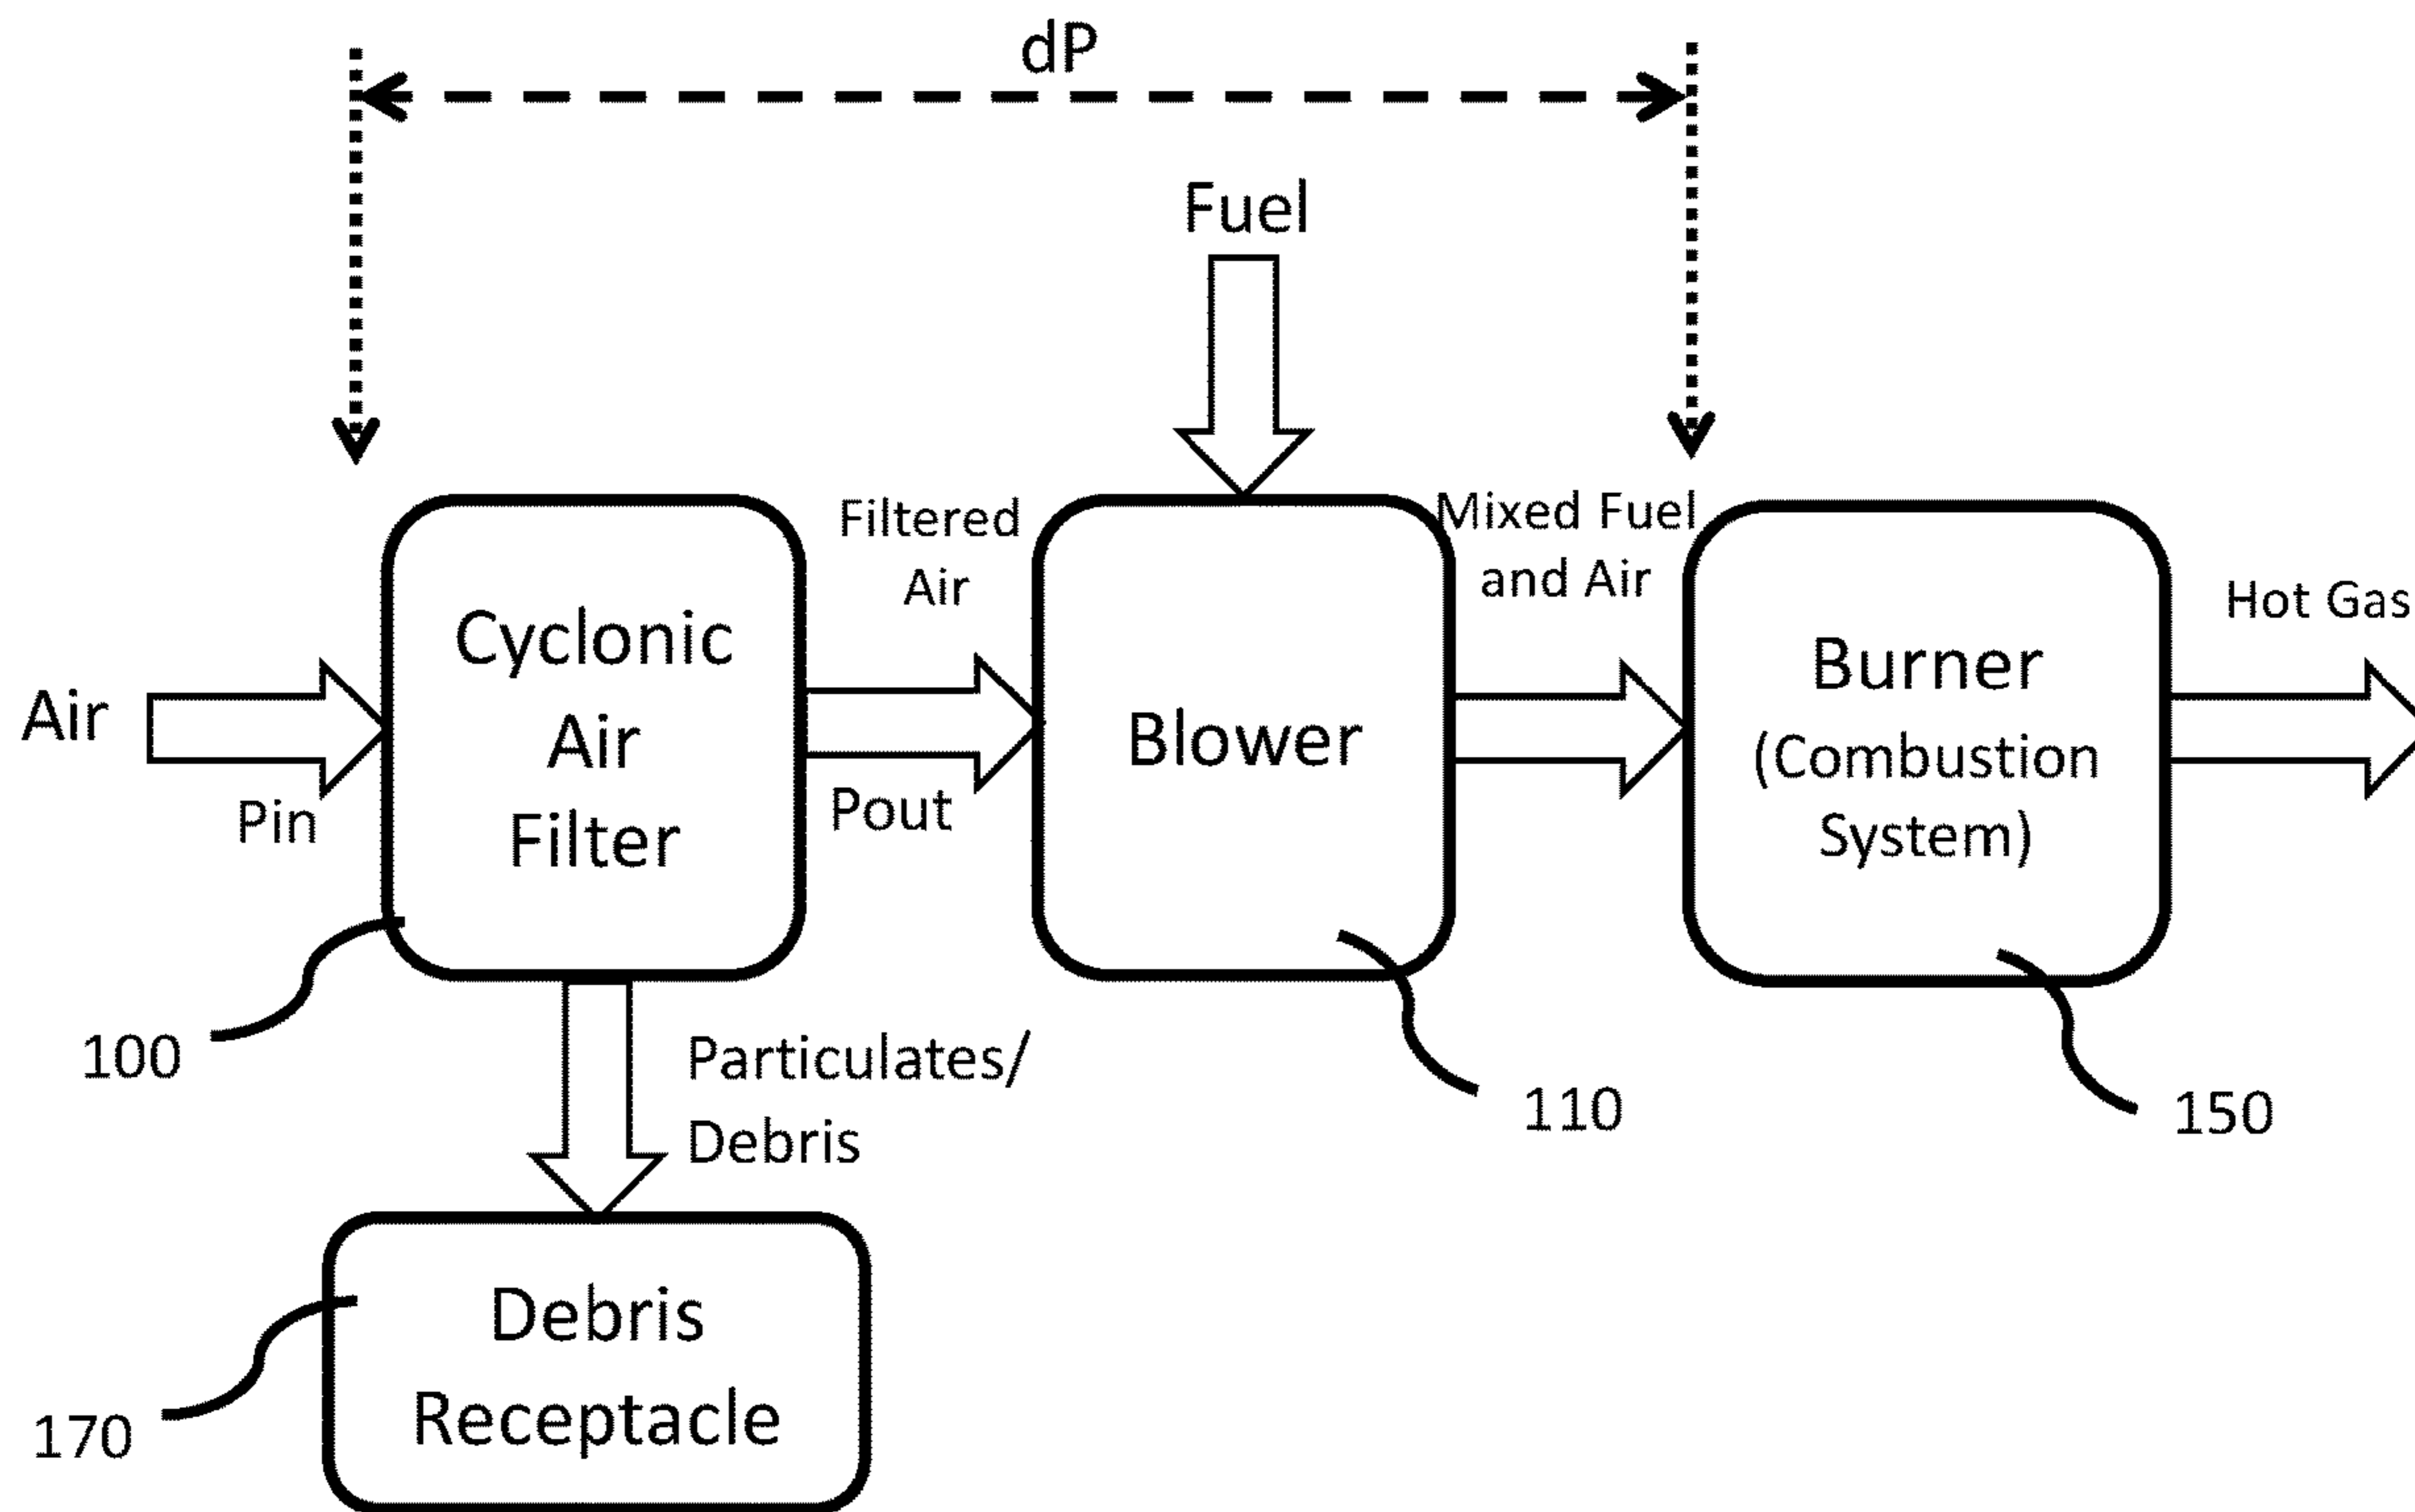 dP
Fuel
Filtered
Air
Mixed Fuel
and Air
Hot Gas
Air
Pin
Cyclonic
Air
Filter
Pout
Blower
Burner
(Combustion
System)
100
Particulates/
Debris
110
150
Debris
Receptacle
170